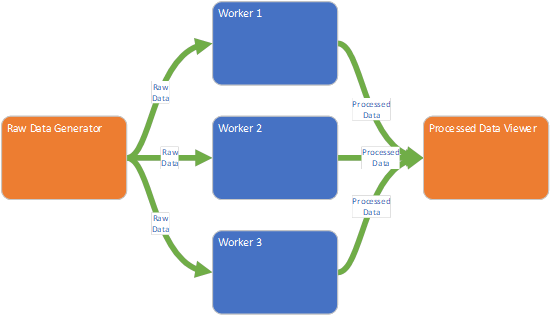 Worker 1
Raw
Data
Processed
Data
Raw Data Generator
Raw
Data
Worker 2
Processed
Data
Processed Data Viewer
Raw
Data
Processed
Data
Worker 3